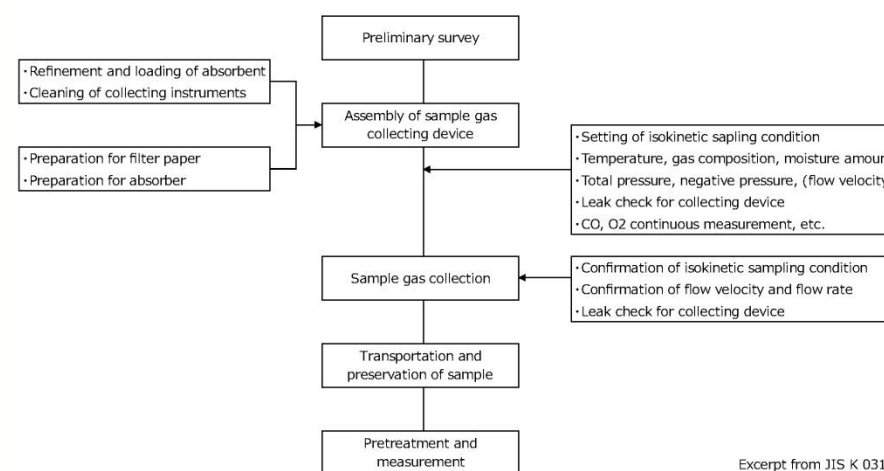 Preliminary survey
・Refinement and loading of absorbent
・Cleaning of collecting instruments
Assembly of sample gas
collecting device
・Preparation for filter paper
・Preparation for absorber
・Setting of isokinetic sapling condition
・Temperature, gas composition, moisture amoun
・Total pressure, negative pressure, (flow velocity
・Leak check for collecting device
・CO, O2 continuous measurement, etc.
Sample gas collection
・Confirmation of isokinetic sampling condition
・Confirmation of flow velocity and flow rate
・Leak check for collecting device
Transportation and
preservation of sample
Pretreatment and
measurement
Excerpt from JIS K 031